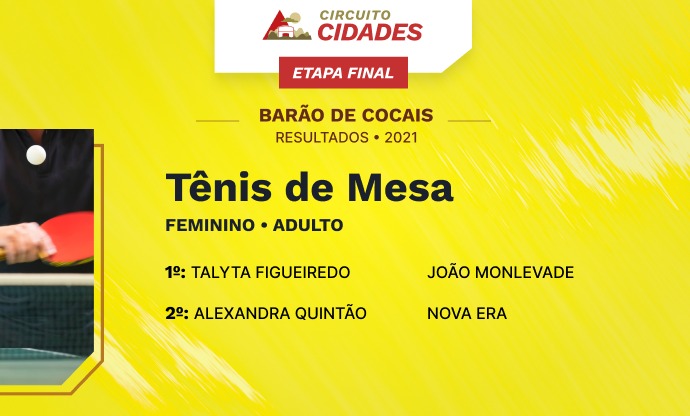 CIRCUITO
CIDADES
ETAPA FINAL
BARÃO DE COCAIS
RESULTADOS • 2021
Tênis de Mesa
FEMININO • ADULTO
1º: TALYTA FIGUEIREDO JOÃO MONLEVADE
2º: ALEXANDRA QUINTÃO NOVA ERA